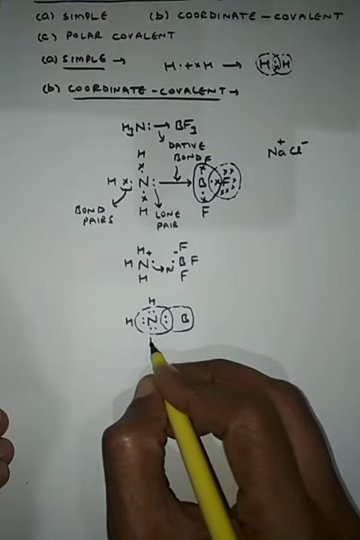 (a) SIMPLE (b) COORDINATE-COVALENT
(c) POLAR COVALENT
(a) SIMPLE → H · + × H → H × H
(b) COORDINATE-COVALENT →
H3N: → BF3
DATIVE BOND
Na+ Cl-
H F
H N : → B F
H F
BOND PAIRS
LONE PAIR
H + - F
H N : → N B F
H F
H
H N : B